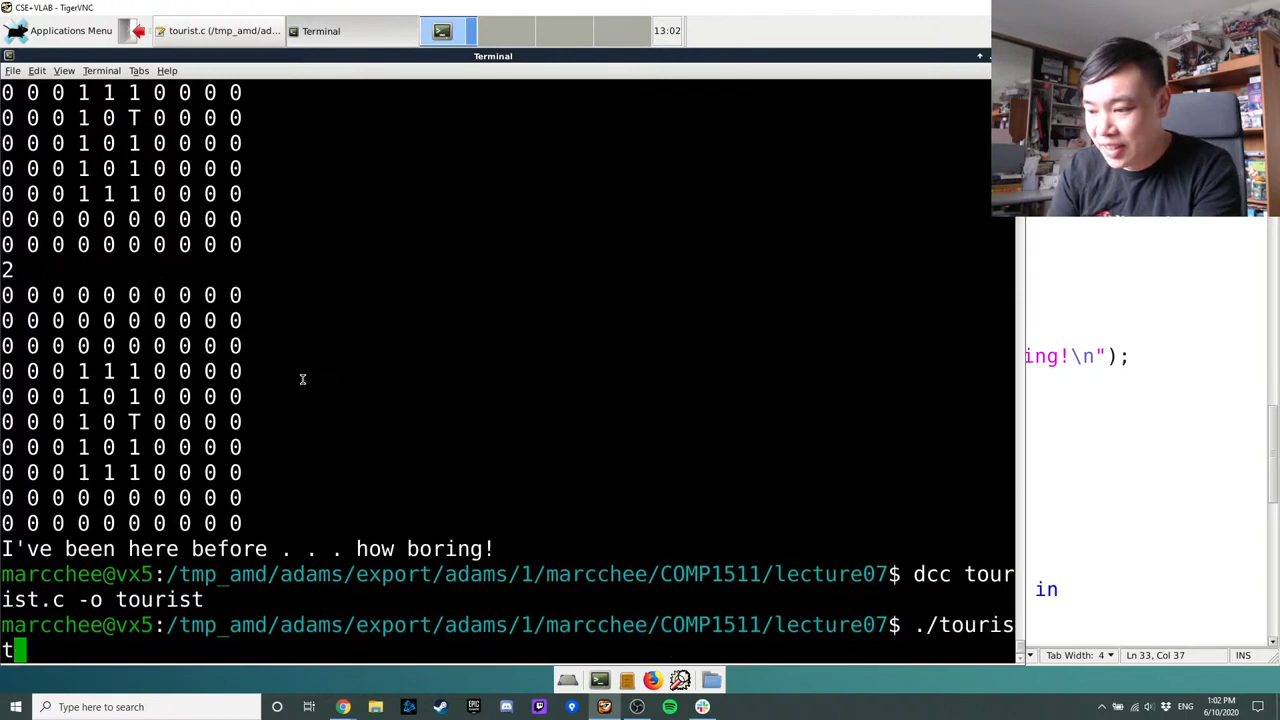 CSE+VLAB - TigerVNC
Applications Menu
tourist.c (/tmp_amd/ad...
Terminal
13:02
Terminal
File Edit View Terminal Tabs Help
0 0 0 1 1 1 0 0 0 0
0 0 0 1 0 T 0 0 0 0
0 0 0 1 0 1 0 0 0 0
0 0 0 1 0 1 0 0 0 0
0 0 0 1 1 1 0 0 0 0
0 0 0 0 0 0 0 0 0 0
0 0 0 0 0 0 0 0 0 0
2
0 0 0 0 0 0 0 0 0 0
0 0 0 0 0 0 0 0 0 0
0 0 0 0 0 0 0 0 0 0
0 0 0 1 1 1 0 0 0 0
0 0 0 1 0 1 0 0 0 0
0 0 0 1 0 T 0 0 0 0
0 0 0 1 0 1 0 0 0 0
0 0 0 1 1 1 0 0 0 0
0 0 0 0 0 0 0 0 0 0
0 0 0 0 0 0 0 0 0 0
I've been here before . . . how boring!
marcchee@vx5:/tmp_amd/adams/export/adams/1/marcchee/COMP1511/lecture07$ dcc tour
ist.c -o tourist
marcchee@vx5:/tmp_amd/adams/export/adams/1/marcchee/COMP1511/lecture07$ ./touris
t
ing!\n");
in
Tab Width: 4
Ln 33, Col 37
INS
Type here to search
1:02 PM
6/10/2020